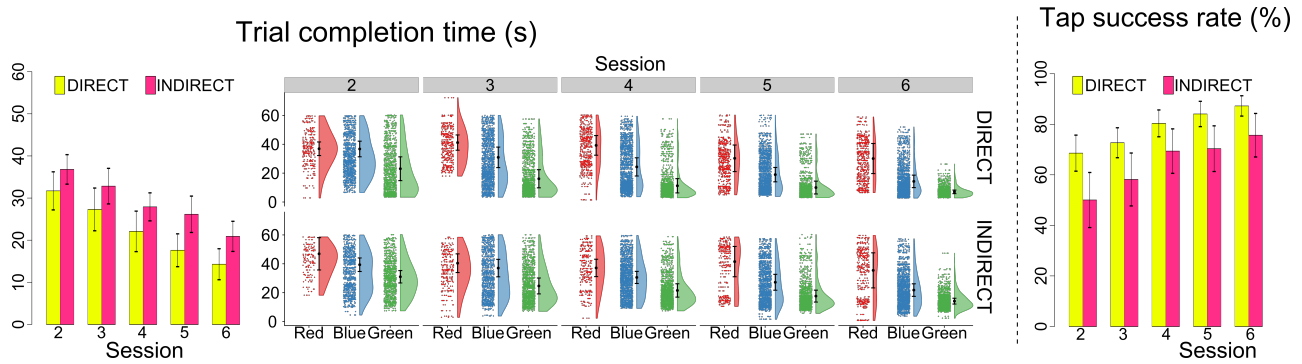 Trial completion time (s)
Tap success rate (%)
DIRECT INDIRECT
60
50
40
30
20
10
0
2 3 4 5 6
Session
Session
2 3 4 5 6
60
40
20
0
DIRECT
60
40
20
0
INDIRECT
Red Blue Green Red Blue Green Red Blue Green Red Blue Green Red Blue Green
DIRECT INDIRECT
100
80
60
40
20
0
2 3 4 5 6
Session